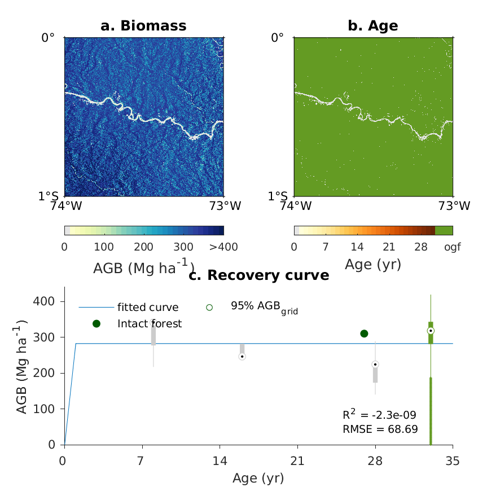 a. Biomass
b. Age
0°
0°
1°S
1°S
74°W
73°W
74°W
73°W
0 100 200 300 >400
0 7 14 21 28 ogf
AGB (Mg ha⁻¹)
Age (yr)
c. Recovery curve
400
300
200
100
0
AGB (Mg ha⁻¹)
fitted curve
95% AGB_grid
Intact forest
R² = -2.3e-09
RMSE = 68.69
0 7 14 21 28 35
Age (yr)